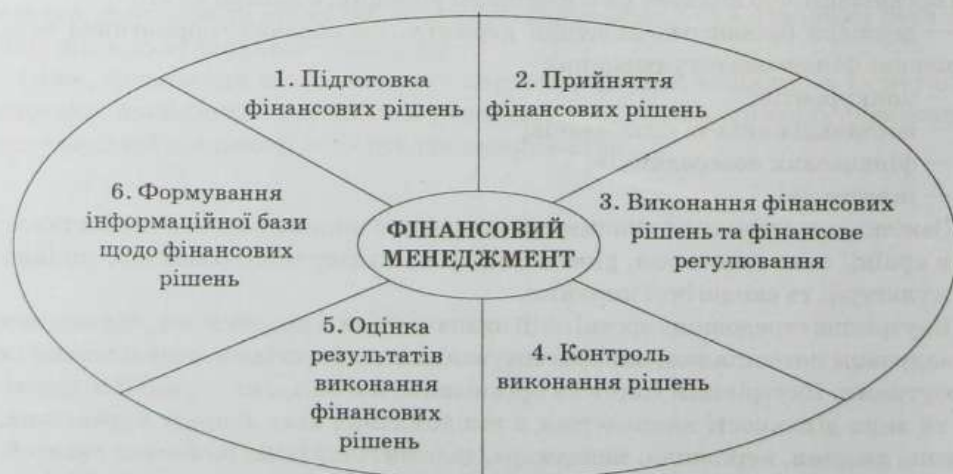 1. Підготовка
фінансових рішень
2. Прийняття
фінансових рішень
6. Формування
інформаційної бази
щодо фінансових
рішень
ФІНАНСОВИЙ
МЕНЕДЖМЕНТ
3. Виконання фінансових
рішень та фінансове
регулювання
5. Оцінка
результатів
виконання
фінансових
рішень
4. Контроль
виконання рішень